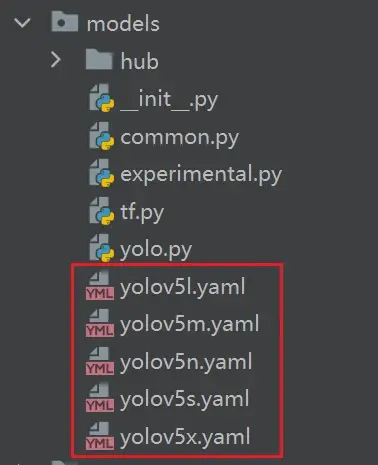 models
hub
__init__.py
common.py
experimental.py
tf.py
yolo.py
YML yolov5l.yaml
YML yolov5m.yaml
YML yolov5n.yaml
YML yolov5s.yaml
YML yolov5x.yaml